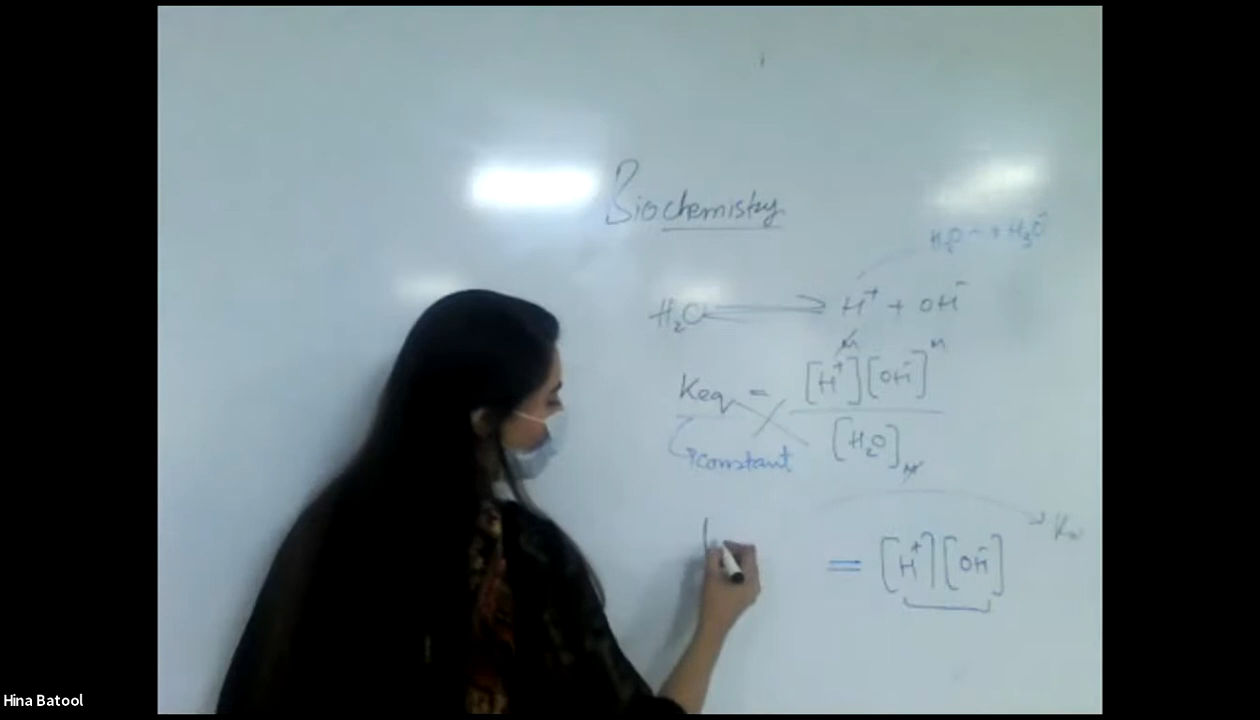 Biochemistry
H₂O → + H₃O⁻
H₂O ⇌ H⁺ + OH⁻
M M
Keq = [H⁺][OH⁻]
[H₂O] M
constant
Kw
= [H⁺][OH⁻]
Hina Batool